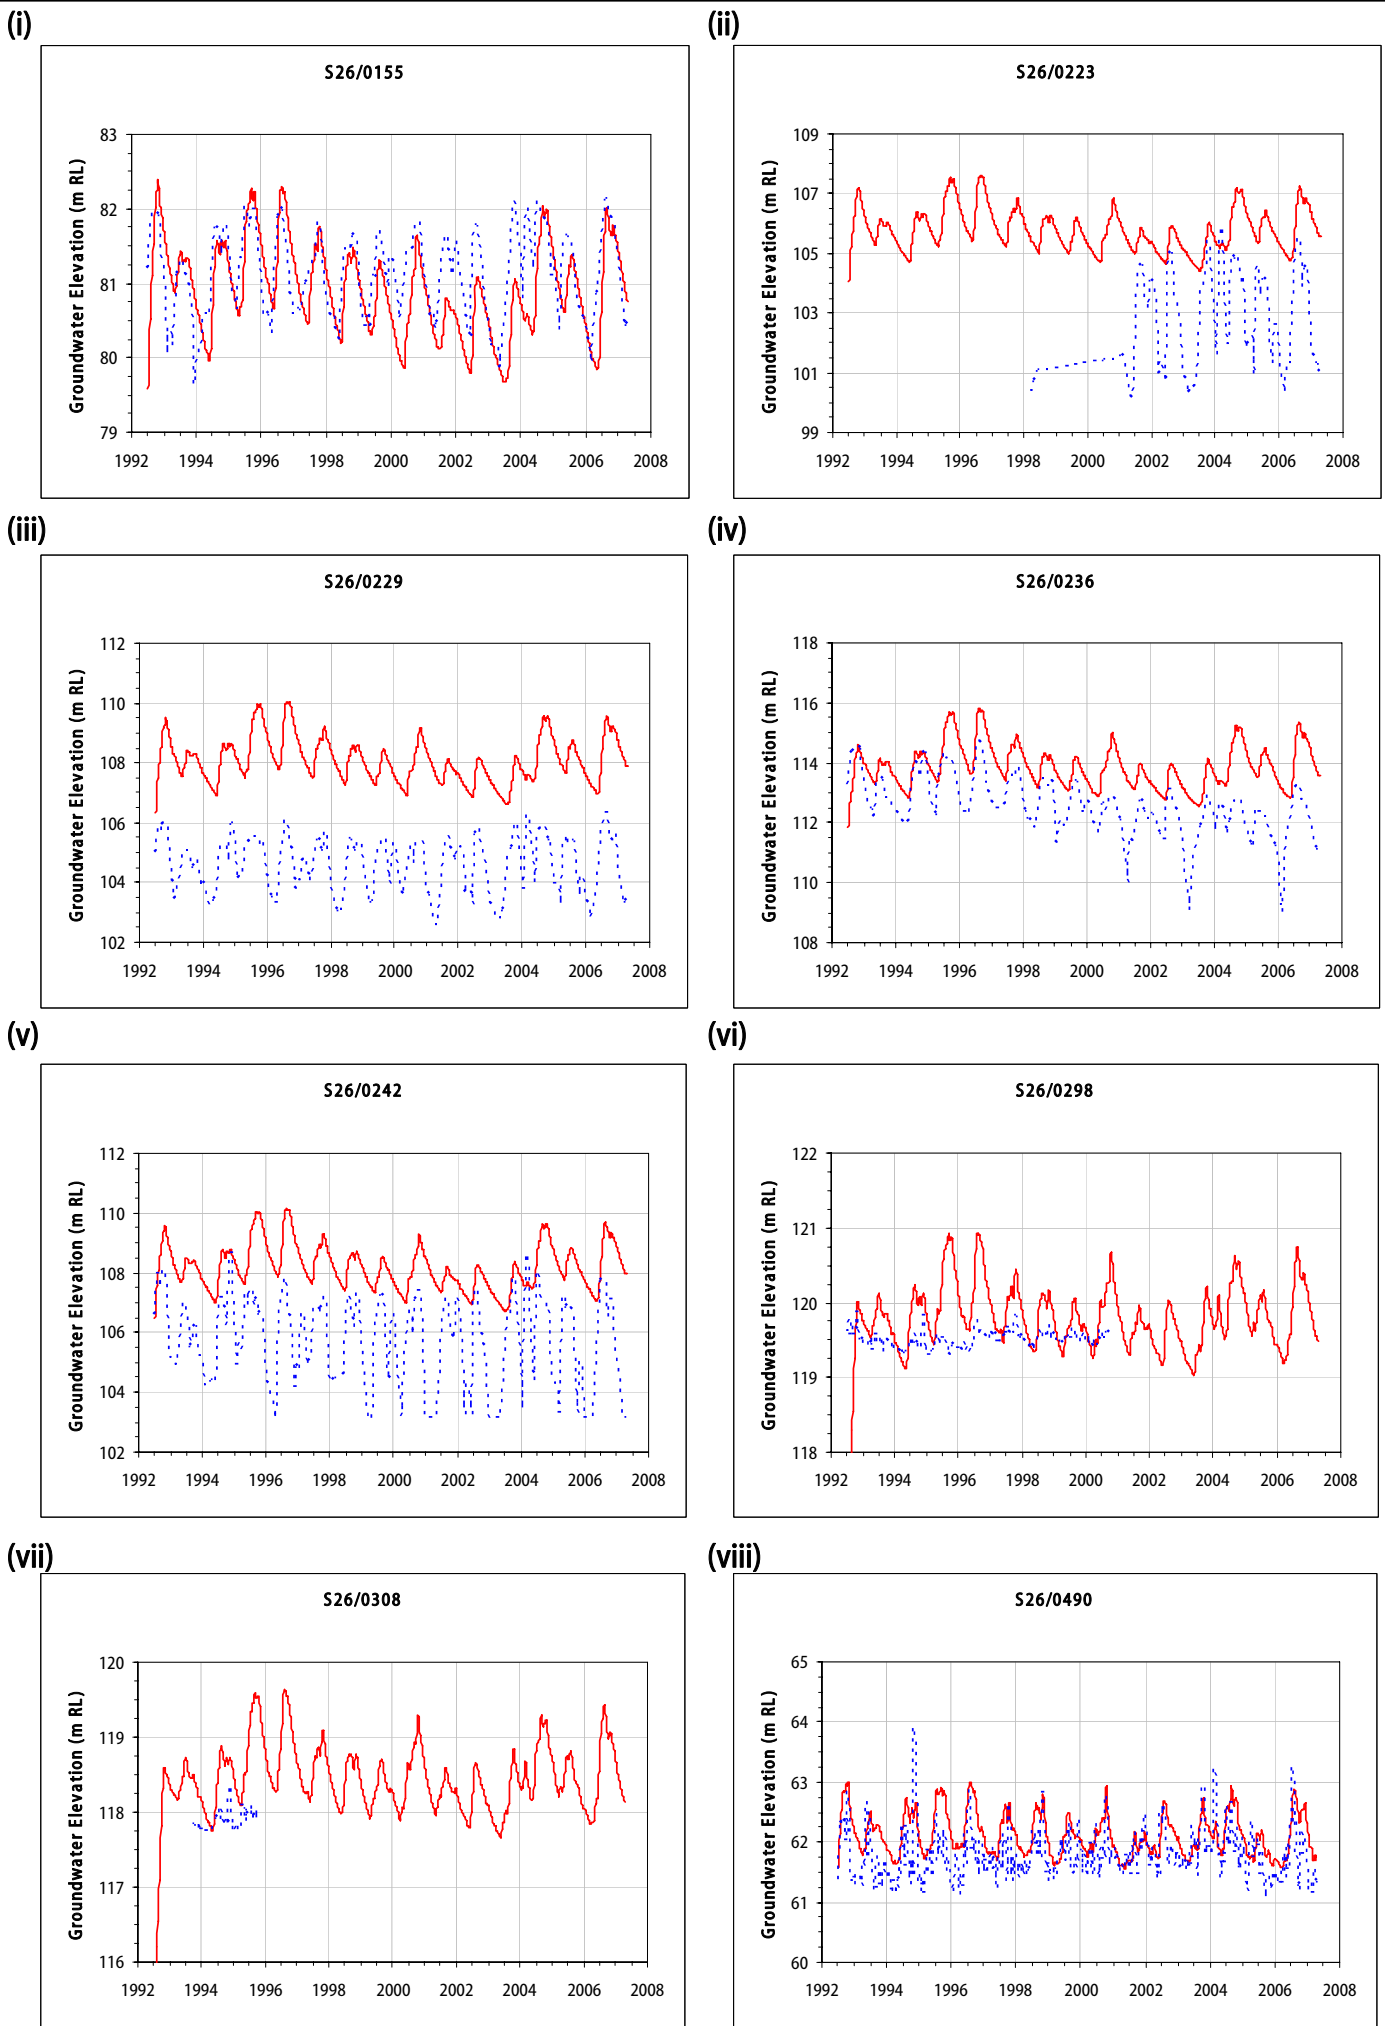 (i)
(ii)
S26/0155
Groundwater Elevation (m RL)
83
82
81
80
79
1992 1994 1996 1998 2000 2002 2004 2006 2008
S26/0223
Groundwater Elevation (m RL)
109
107
105
103
101
99
1992 1994 1996 1998 2000 2002 2004 2006 2008
(iii)
(iv)
S26/0229
Groundwater Elevation (m RL)
112
110
108
106
104
102
1992 1994 1996 1998 2000 2002 2004 2006 2008
S26/0236
Groundwater Elevation (m RL)
118
116
114
112
110
108
1992 1994 1996 1998 2000 2002 2004 2006 2008
(v)
(vi)
S26/0242
Groundwater Elevation (m RL)
112
110
108
106
104
102
1992 1994 1996 1998 2000 2002 2004 2006 2008
S26/0298
Groundwater Elevation (m RL)
122
121
120
119
118
1992 1994 1996 1998 2000 2002 2004 2006 2008
(vii)
(viii)
S26/0308
Groundwater Elevation (m RL)
120
119
118
117
116
1992 1994 1996 1998 2000 2002 2004 2006 2008
S26/0490
Groundwater Elevation (m RL)
65
64
63
62
61
60
1992 1994 1996 1998 2000 2002 2004 2006 2008